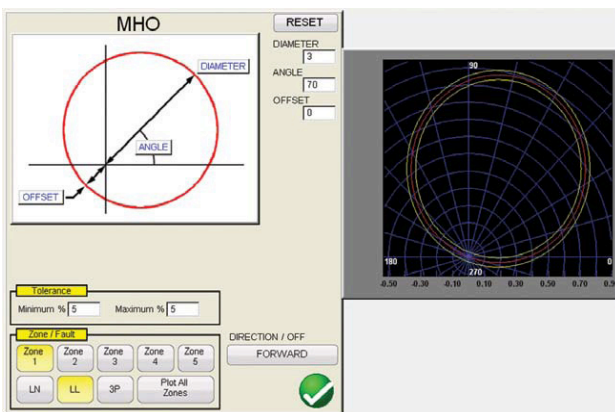 MHO
RESET
DIAMETER
3
ANGLE
70
OFFSET
0
DIAMETER
ANGLE
OFFSET
90
180
0
270
-0.50 -0.30 -0.10 0.10 0.30 0.50 0.70 0.9
Tolerance
Minimum % 5 Maximum % 5
Zone / Fault
Zone 1 Zone 2 Zone 3 Zone 4 Zone 5
LN LL 3P Plot All Zones
DIRECTION / OFF
FORWARD